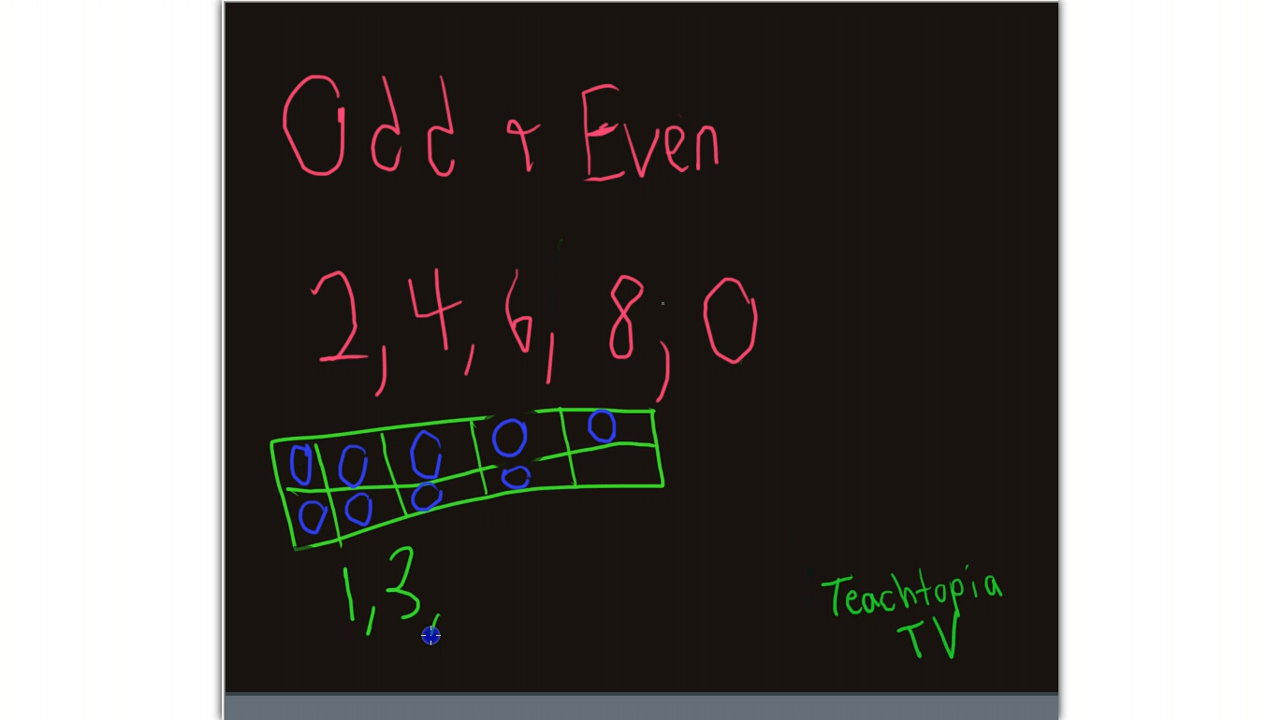 Odd & Even
2, 4, 6, 8, 0
1, 3,
Teachtopia
TV